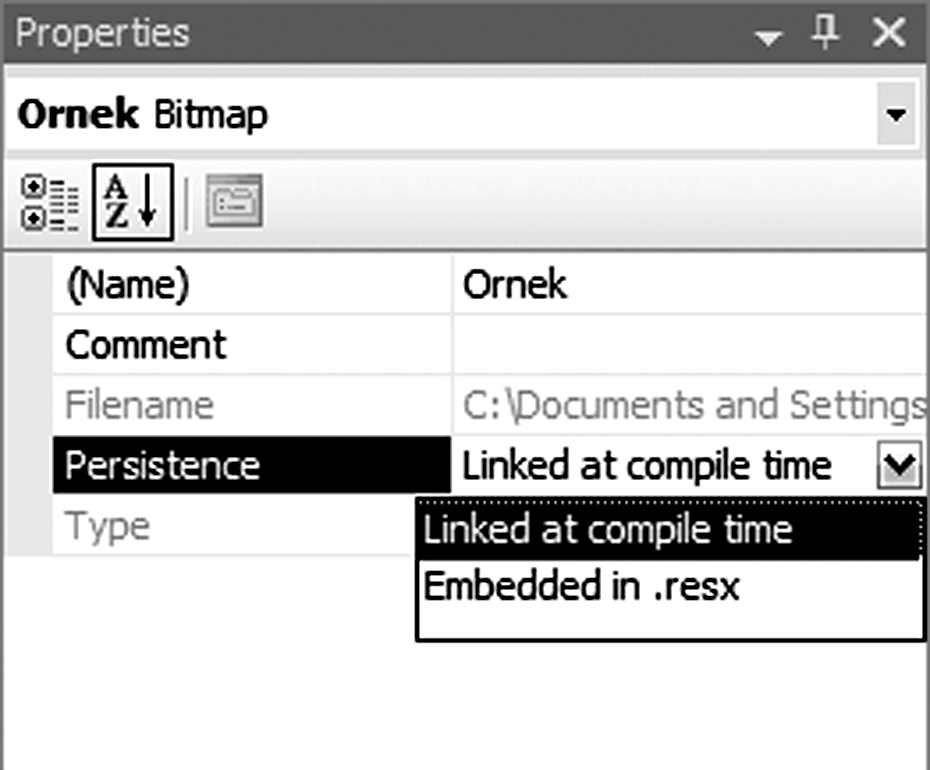 Properties
Ornek Bitmap
A
Z
(Name) Ornek
Comment
Filename C:\Documents and Settings
Persistence Linked at compile time
Type Linked at compile time
Embedded in .resx